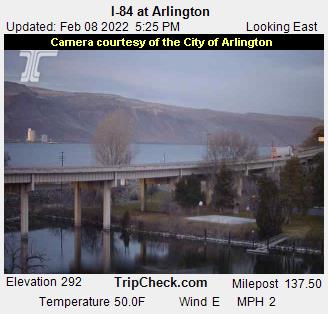 I-84 at Arlington
Updated: Feb 08 2022 5:25 PM Looking East
Camera courtesy of the City of Arlington
Elevation 292 TripCheck.com Milepost 137.50
Temperature 50.0F Wind E MPH 2